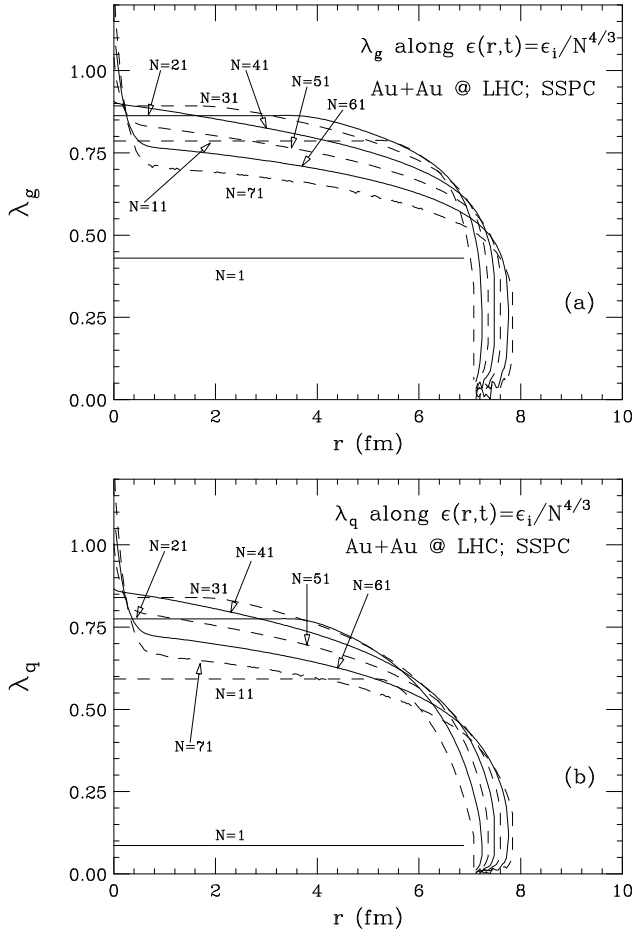 λg along ϵ(r,t)=ϵi/N^4/3
Au+Au @ LHC; SSPC
N=21
N=41
N=31
N=51
N=61
N=11
N=71
N=1
(a)
λg
1.00
0.75
0.50
0.25
0.00
0 2 4 6 8 10
r (fm)
λq along ϵ(r,t)=ϵi/N^4/3
Au+Au @ LHC; SSPC
N=21
N=41
N=31
N=51
N=61
N=11
N=71
N=1
(b)
λq
1.00
0.75
0.50
0.25
0.00
0 2 4 6 8 10
r (fm)